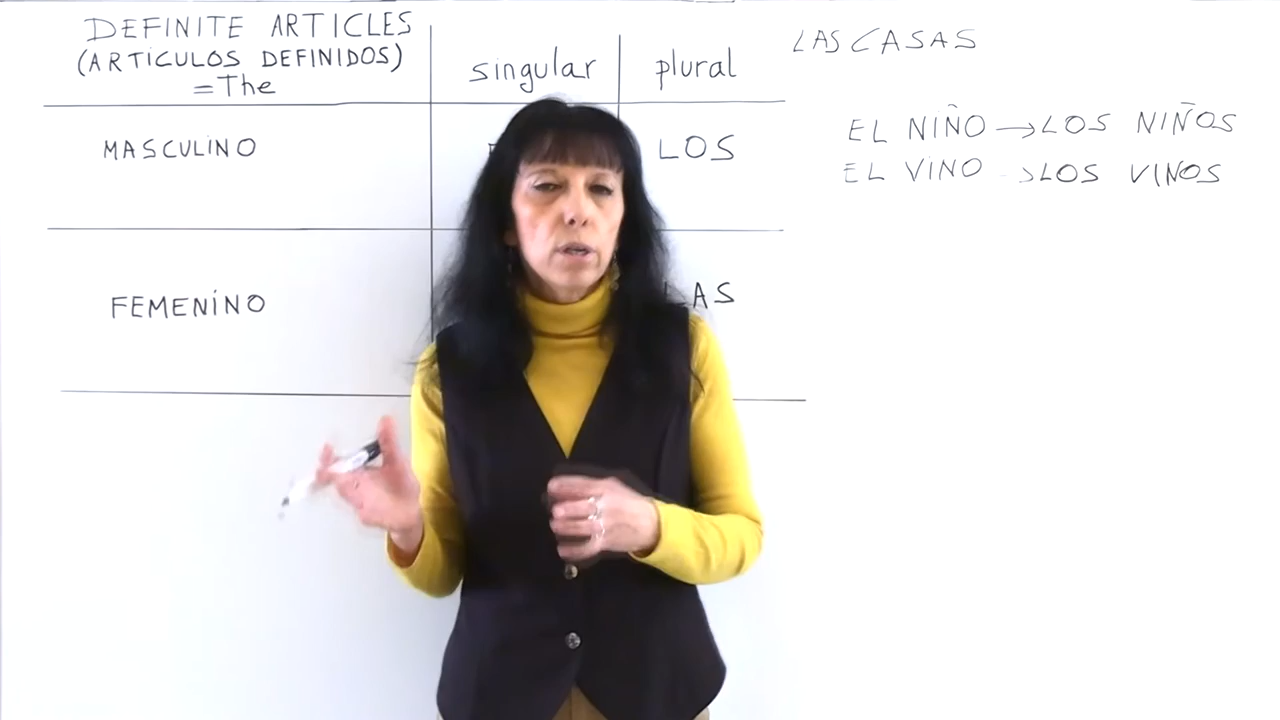 DEFINITE ARTICLES
(ARTICULOS DEFINIDOS)
=The
singular
plural
MASCULINO
LOS
FEMENINO
LAS
LAS CASAS
EL NIÑO → LOS NIÑOS
EL VINO → LOS VINOS